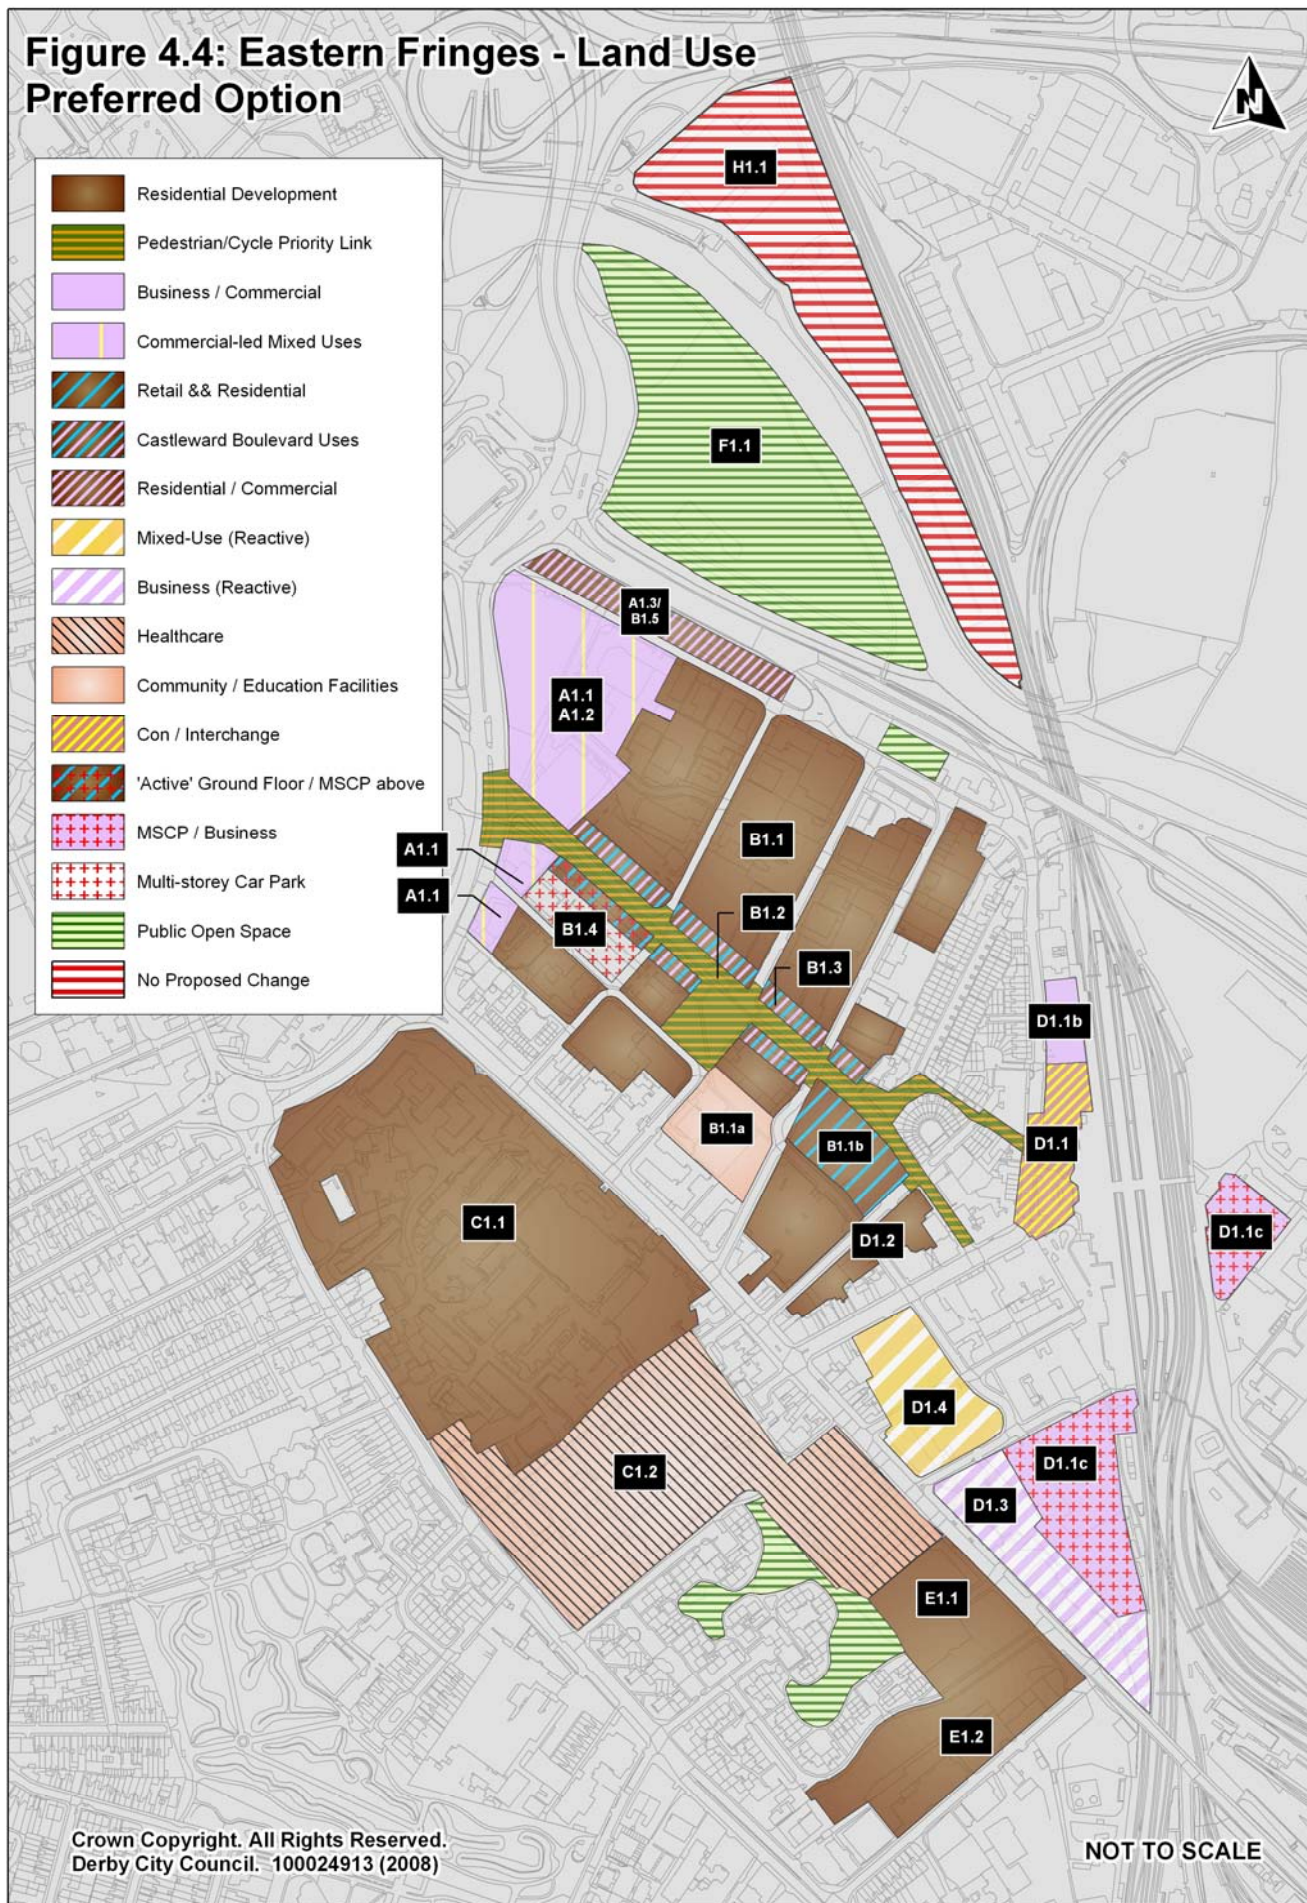 Figure 4.4: Eastern Fringes - Land Use
Preferred Option
N
Residential Development
Pedestrian/Cycle Priority Link
Business / Commercial
Commercial-led Mixed Uses
Retail && Residential
Castleward Boulevard Uses
Residential / Commercial
Mixed-Use (Reactive)
Business (Reactive)
Healthcare
Community / Education Facilities
Con / Interchange
'Active' Ground Floor / MSCP above
MSCP / Business
Multi-storey Car Park
Public Open Space
No Proposed Change
H1.1
F1.1
A1.3/
B1.5
A1.1
A1.2
B1.1
A1.1
A1.1
B1.4
B1.2
B1.3
D1.1b
B1.1a
B1.1b
D1.1
C1.1
D1.2
D1.1c
D1.4
C1.2
D1.1c
D1.3
E1.1
E1.2
Crown Copyright. All Rights Reserved.
Derby City Council. 100024913 (2008)
NOT TO SCALE